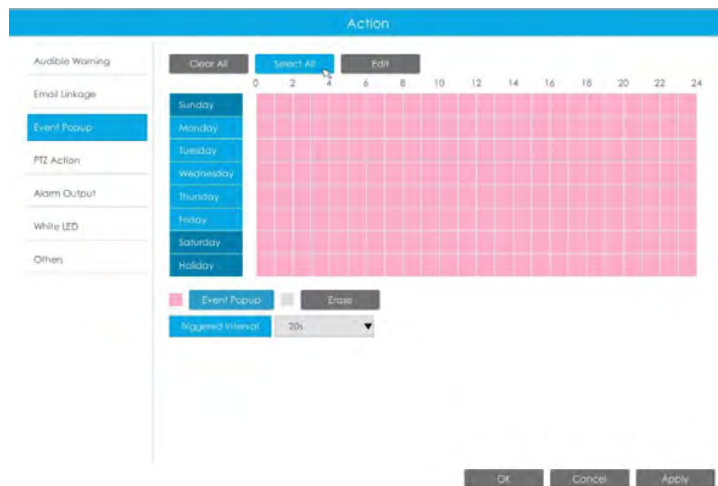 Action
Audible Warning
Email Linkage
Event Popup
PTZ Action
Alarm Output
White LED
Others
Clear All Select All Edit
0 2 4 6 8 10 12 14 16 18 20 22 24
Sunday
Monday
Tuesday
Wednesday
Thursday
Friday
Saturday
Holiday
Event Popup Erase
Triggered Interval 20s
OK Cancel Apply